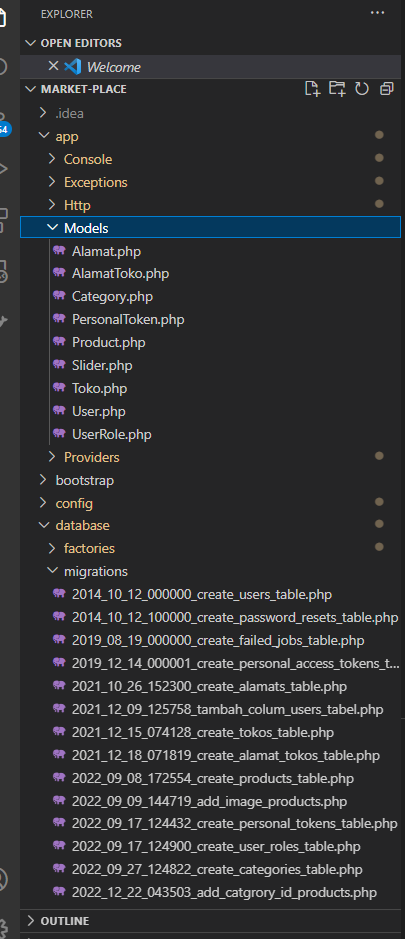 EXPLORER
OPEN EDITORS
Welcome
MARKET-PLACE
.idea
app
Console
Exceptions
Http
Models
Alamat.php
AlamatToko.php
Category.php
PersonalToken.php
Product.php
Slider.php
Toko.php
User.php
UserRole.php
Providers
bootstrap
config
database
factories
migrations
2014_10_12_000000_create_users_table.php
2014_10_12_100000_create_password_resets_table.php
2019_08_19_000000_create_failed_jobs_table.php
2019_12_14_000001_create_personal_access_tokens_t...
2021_10_26_152300_create_alamats_table.php
2021_12_09_125758_tambah_colum_users_tabel.php
2021_12_15_074128_create_tokos_table.php
2021_12_18_071819_create_alamat_tokos_table.php
2022_09_08_172554_create_products_table.php
2022_09_09_144719_add_image_products.php
2022_09_17_124432_create_personal_tokens_table.php
2022_09_17_124900_create_user_roles_table.php
2022_09_27_124822_create_categories_table.php
2022_12_22_043503_add_catgrory_id_products.php
OUTLINE